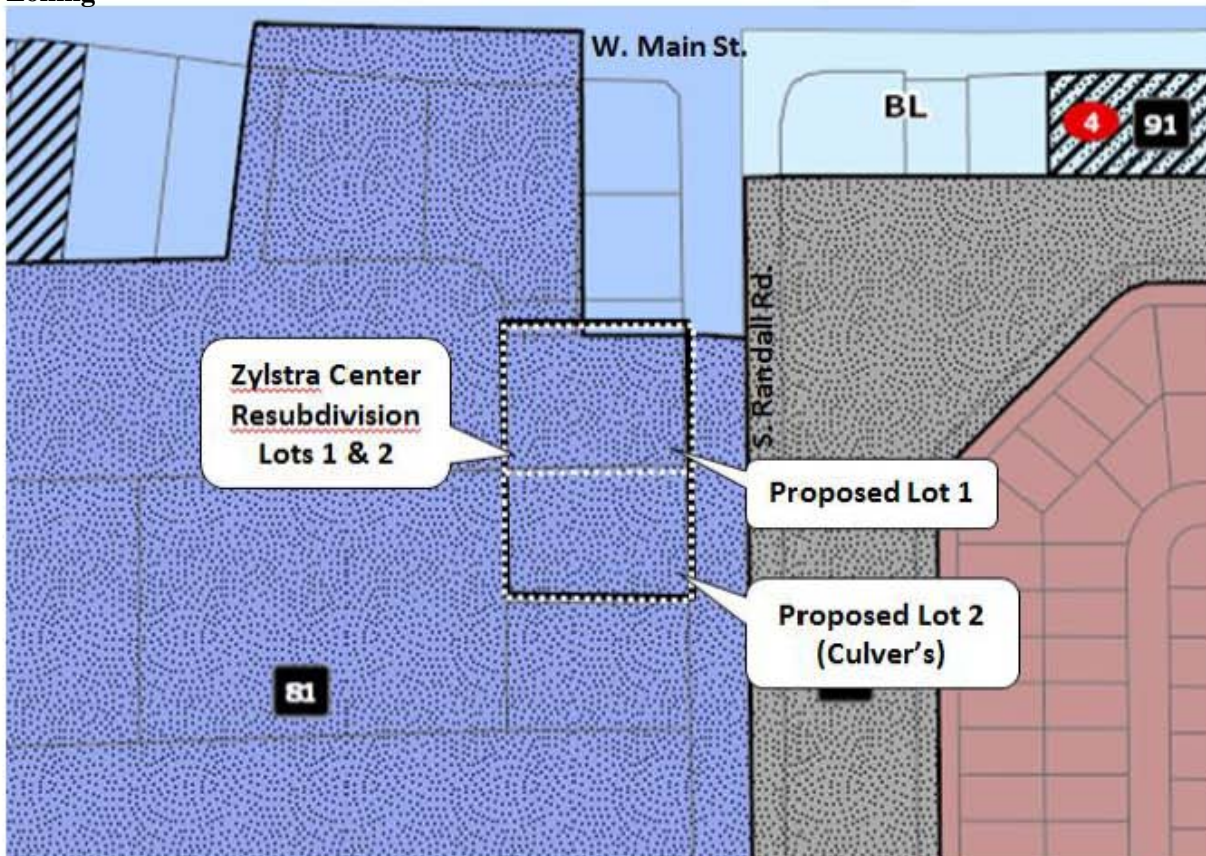 W. Main St.
BL
4
91
S. Randall Rd.
Zylstra Center
Resubdivision
Lots 1 & 2
Proposed Lot 1
Proposed Lot 2
(Culver's)
81